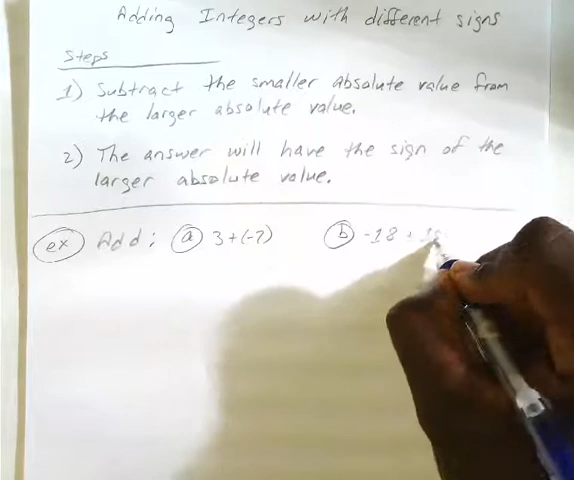 Adding Integers with different signs
Steps
1) Subtract the smaller absolute value from
the larger absolute value.
2) The answer will have the sign of the
larger absolute value.
ex Add: a 3+(-7) b -18 +